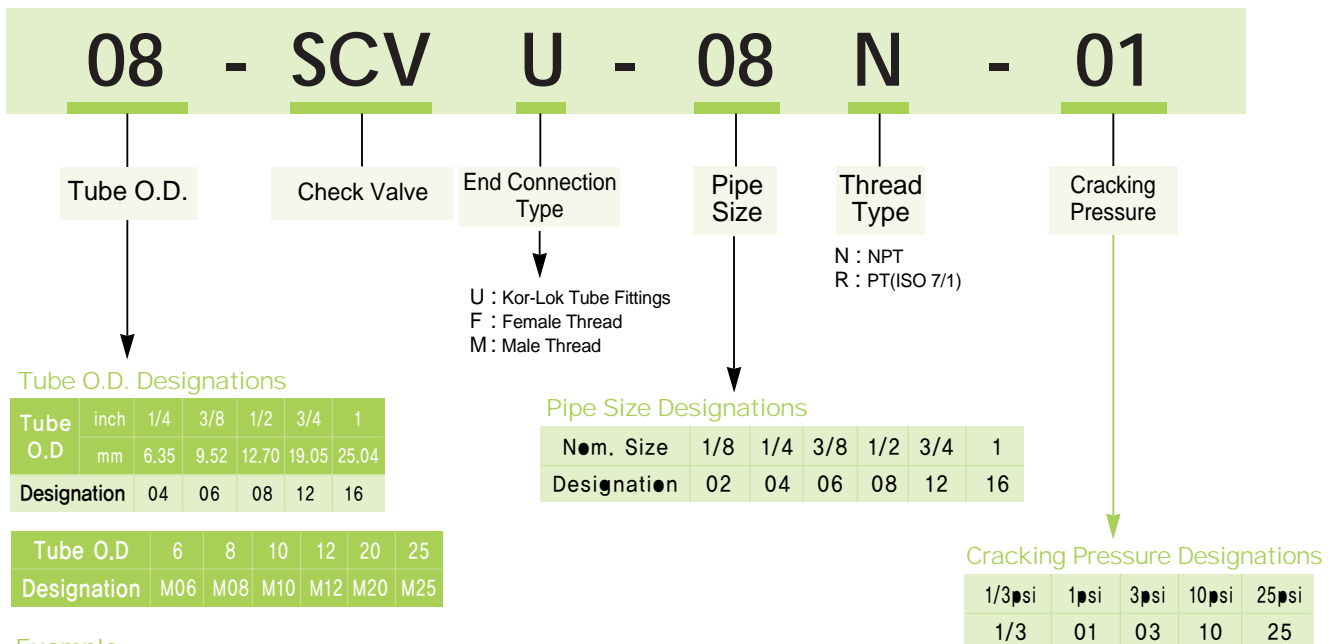 08 - SCV U - 08 N - 01
Tube O.D.
Check Valve
End Connection
Type
Pipe
Size
Thread
Type
Cracking
Pressure
N : NPT
R : PT(ISO 7/1)
U : Kor-Lok Tube Fittings
F : Female Thread
M : Male Thread
Tube O.D. Designations
Tube O.D inch 1/4 3/8 1/2 3/4 1
mm 6.35 9.52 12.70 19.05 25.04
Designation 04 06 08 12 16
Tube O.D 6 8 10 12 20 25
Designation M06 M08 M10 M12 M20 M25
Pipe Size Designations
Nom. Size 1/8 1/4 3/8 1/2 3/4 1
Designation 02 04 06 08 12 16
Cracking Pressure Designations
1/3psi 1psi 3psi 10psi 25psi
1/3 01 03 10 25